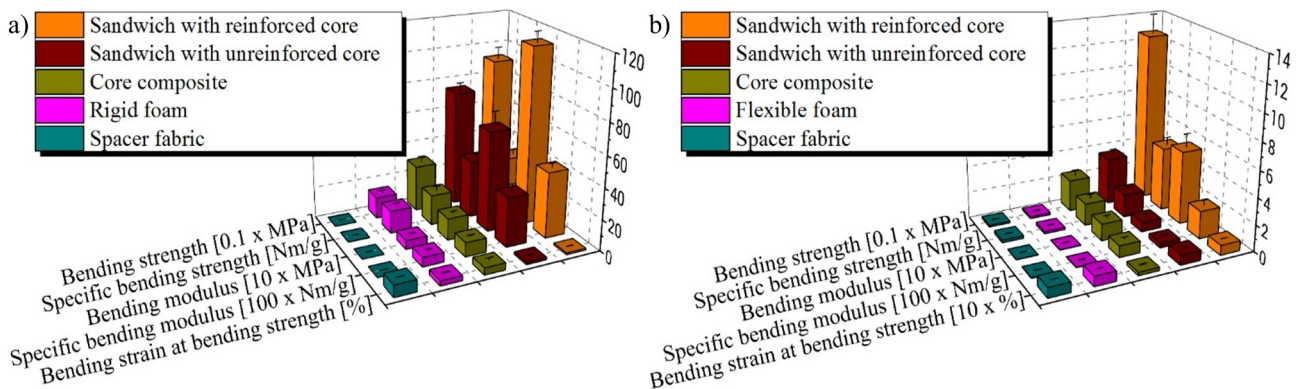 a)
Sandwich with reinforced core
Sandwich with unreinforced core
Core composite
Rigid foam
Spacer fabric
120
100
80
60
40
20
0
Bending strength [0.1 x MPa]
Specific bending strength [Nm/g]
Bending modulus [10 x MPa]
Specific bending modulus [100 x Nm/g]
Bending strain at bending strength [%]
b)
Sandwich with reinforced core
Sandwich with unreinforced core
Core composite
Flexible foam
Spacer fabric
14
12
10
8
6
4
2
0
Bending strength [0.1 x MPa]
Specific bending strength [Nm/g]
Bending modulus [10 x MPa]
Specific bending modulus [100 x Nm/g]
Bending strain at bending strength [10 x %]